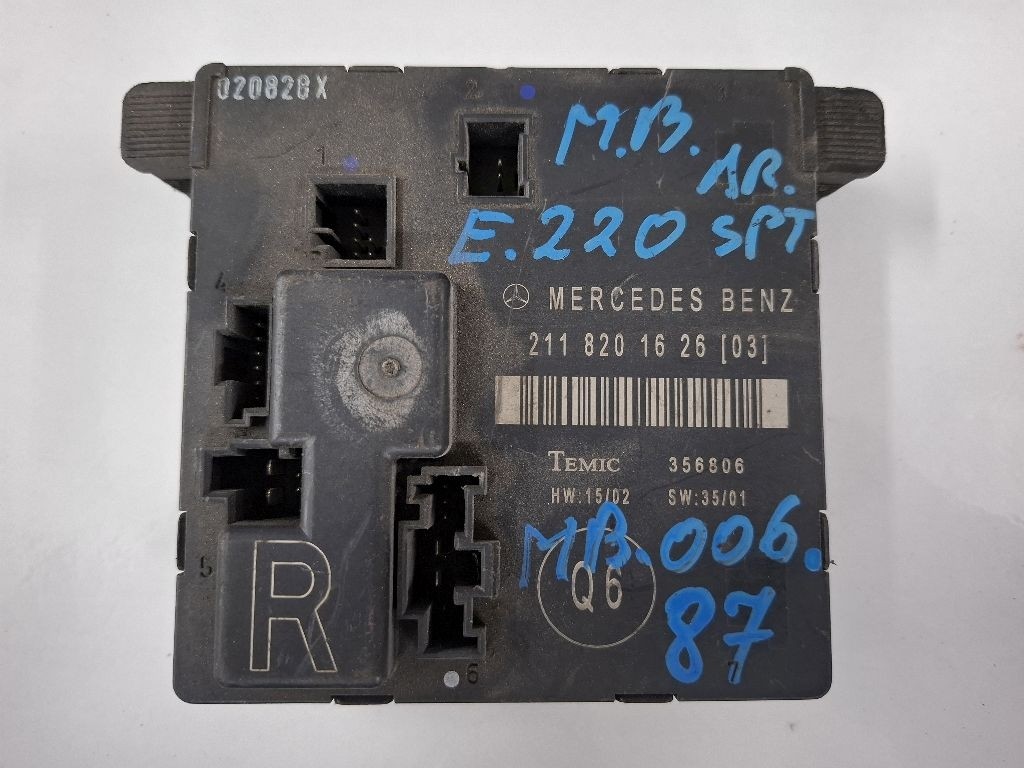 020828X
2
3
M.B.
1
AR.
E.220 SPT
4
MERCEDES BENZ
211 820 16 26 [03]
TEMIC 356806
HW:15/02 SW:35/01
MB.006.
5
R
Q6
87
6
7